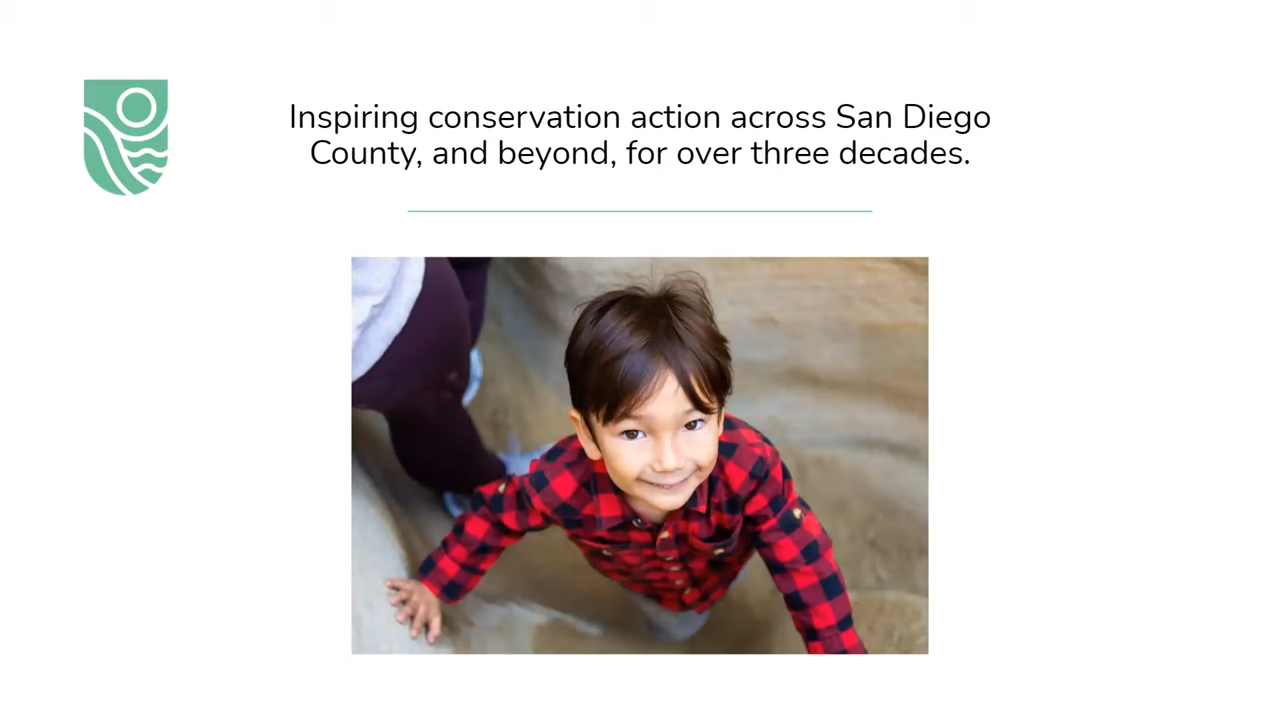 Inspiring conservation action across San Diego
County, and beyond, for over three decades.